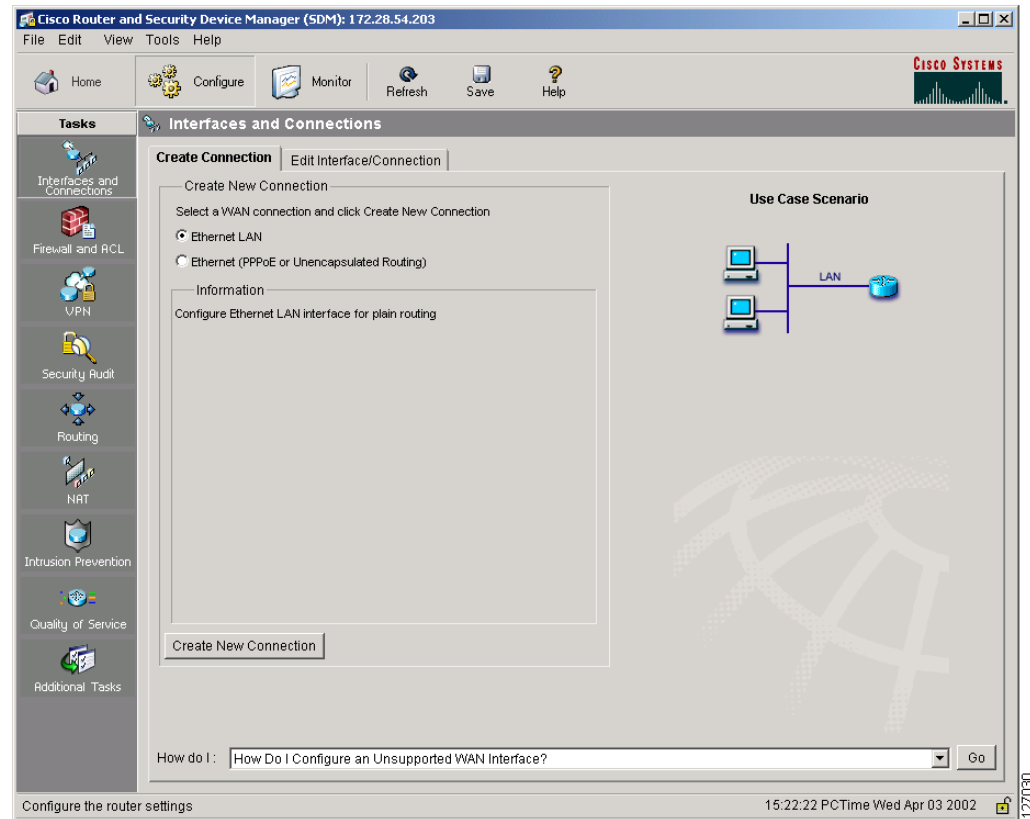 Cisco Router and Security Device Manager (SDM): 172.28.54.203
File Edit View Tools Help
Home Configure Monitor Refresh Save Help
CISCO SYSTEMS
Tasks
Interfaces and Connections
Interfaces and
Connections
Firewall and ACL
VPN
Security Audit
Routing
NAT
Intrusion Prevention
Quality of Service
Additional Tasks
Create Connection Edit Interface/Connection
Create New Connection
Select a WAN connection and click Create New Connection
Ethernet LAN
Ethernet (PPPoE or Unencapsulated Routing)
Information
Configure Ethernet LAN interface for plain routing
Create New Connection
Use Case Scenario
LAN
How do I : How Do I Configure an Unsupported WAN Interface? Go
Configure the router settings
15:22:22 PCTime Wed Apr 03 2002
127030